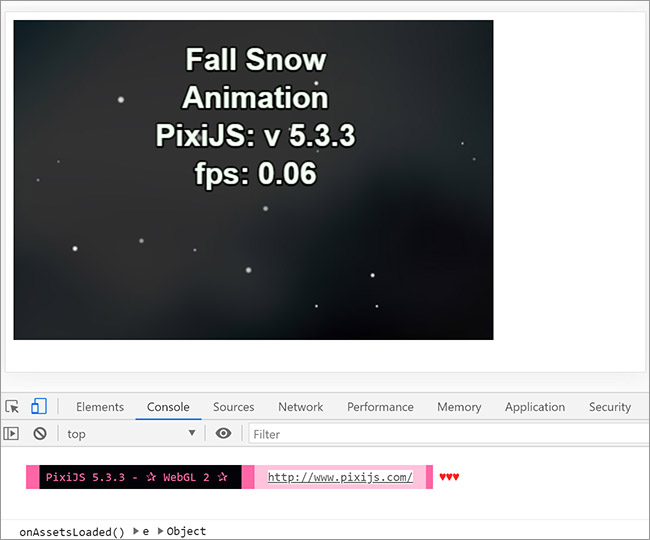 Fall Snow
Animation
PixiJS: v 5.3.3
fps: 0.06
Elements Console Sources Network Performance Memory Application Security
top ▼ Filter
PixiJS 5.3.3 - ✰ WebGL 2 ✰ http://www.pixijs.com/ ♥♥♥
onAssetsLoaded() ▶ e ▶ Object